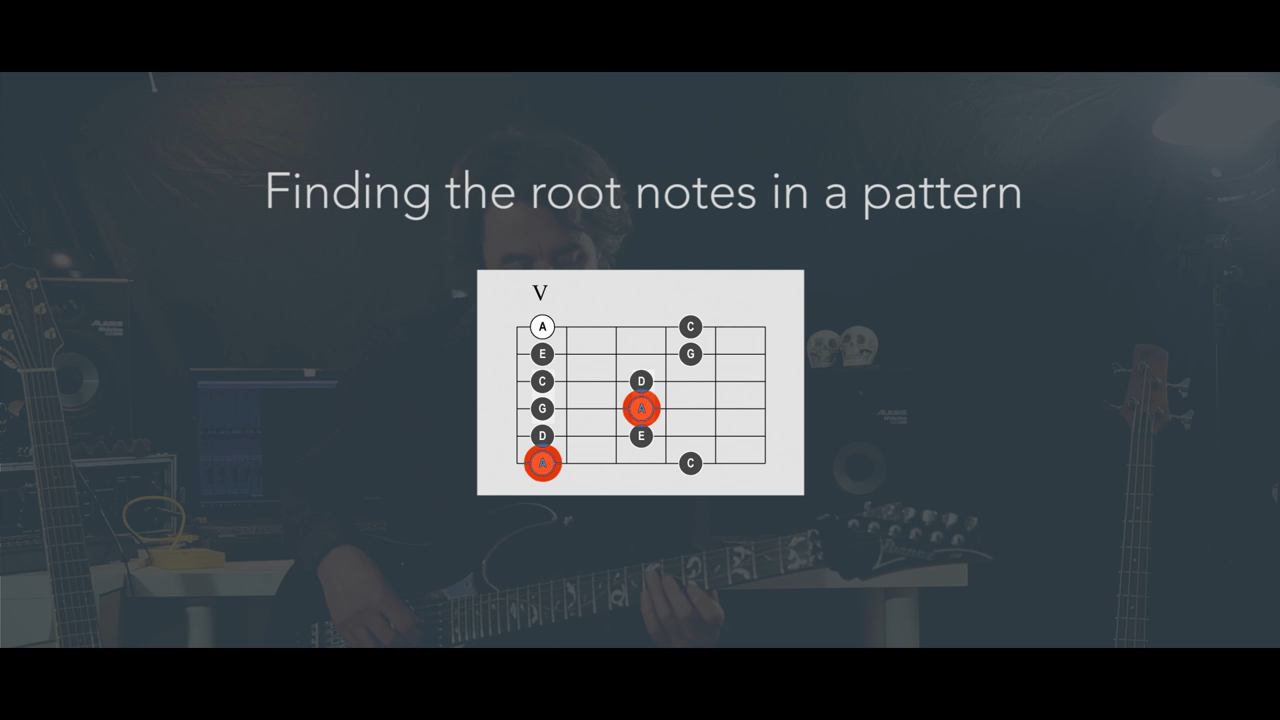 Finding the root notes in a pattern
V
A C
E G
C D
G A
D E
A C